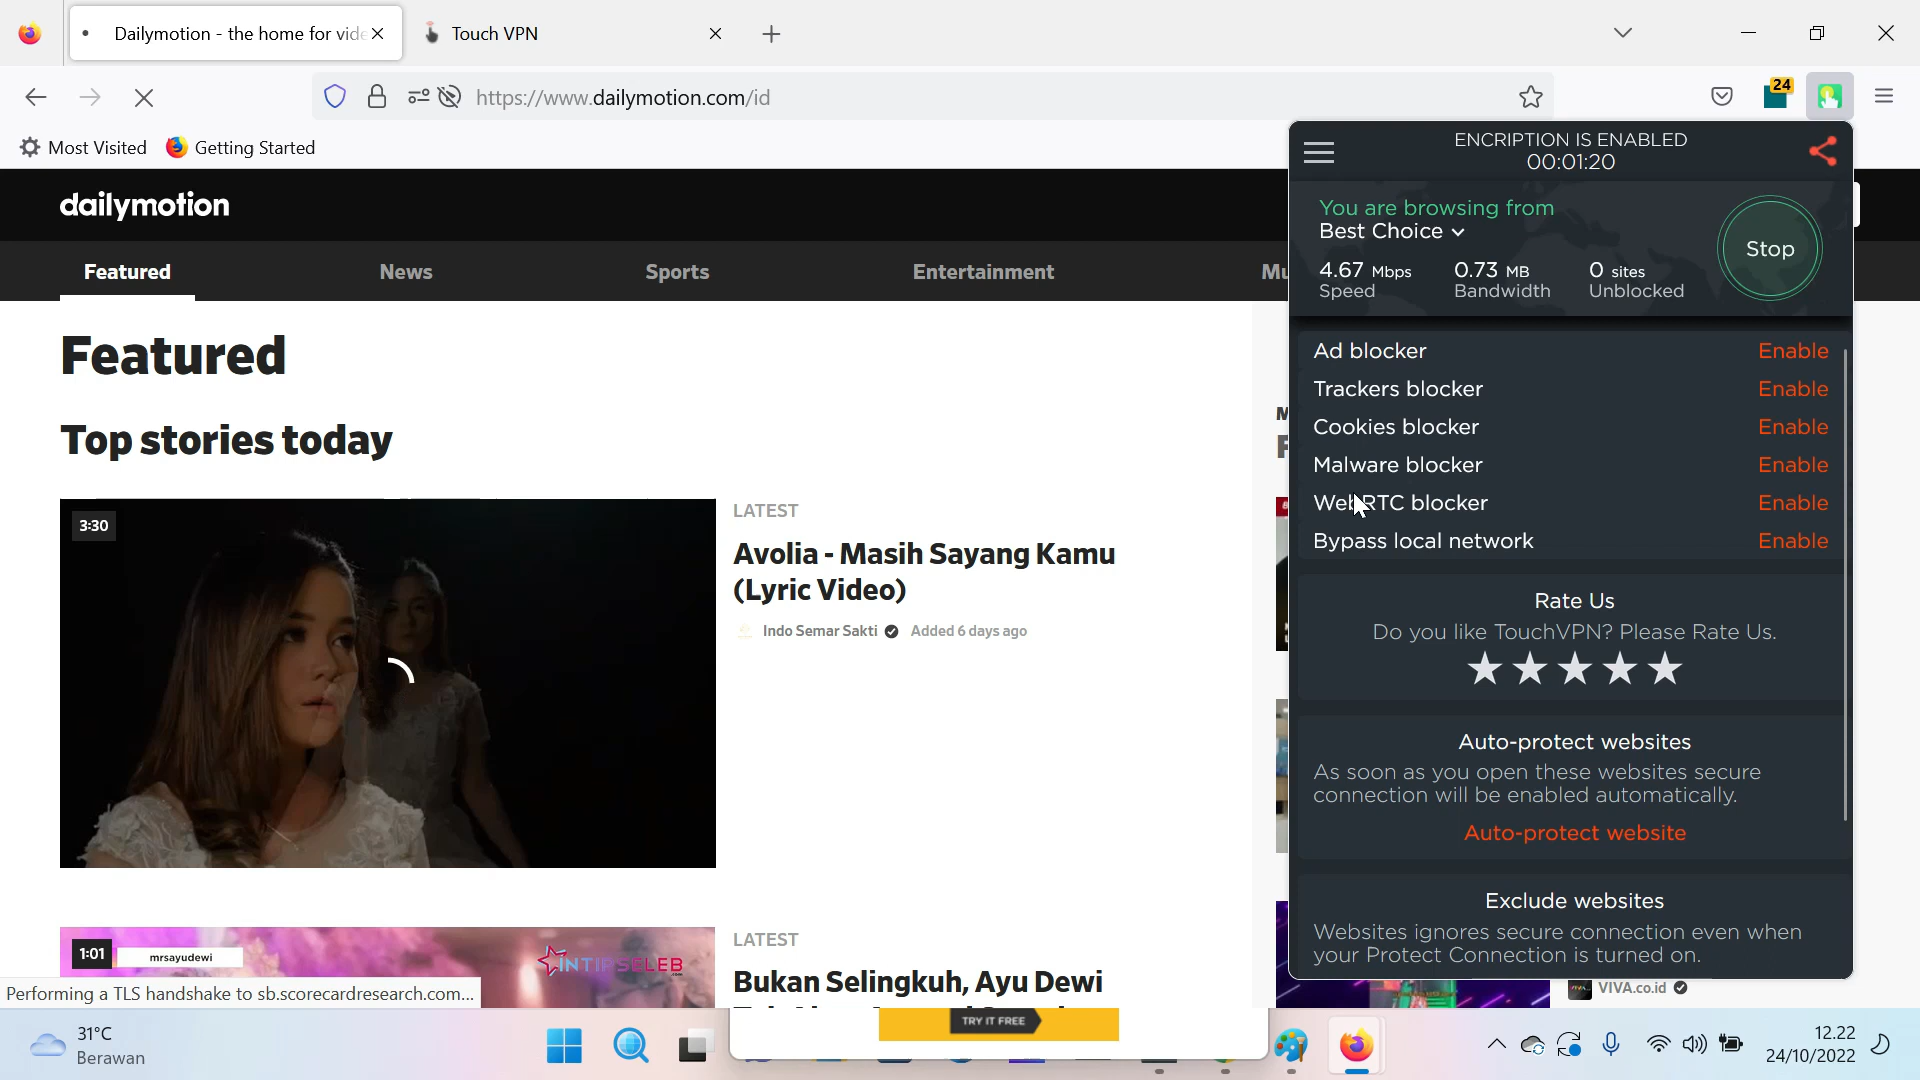 Dailymotion - the home for vide
Touch VPN
https://www.dailymotion.com/id
24
Most Visited
Getting Started
dailymotion
Featured
News
Sports
Entertainment
Mu
Featured
Top stories today
3:30
LATEST
Avolia - Masih Sayang Kamu
(Lyric Video)
Indo Semar Sakti
Added 6 days ago
1:01
mrsayudewi
INTIPSELEB
LATEST
Bukan Selingkuh, Ayu Dewi
VIVA.co.id
Performing a TLS handshake to sb.scorecardresearch.com...
ENCRIPTION IS ENABLED
00:01:20
You are browsing from
Best Choice
4.67 Mbps
Speed
0.73 MB
Bandwidth
0 sites
Unblocked
Stop
Ad blocker Enable
Trackers blocker Enable
Cookies blocker Enable
Malware blocker Enable
WebRTC blocker Enable
Bypass local network Enable
Rate Us
Do you like TouchVPN? Please Rate Us.
Auto-protect websites
As soon as you open these websites secure
connection will be enabled automatically.
Auto-protect website
Exclude websites
Websites ignores secure connection even when
your Protect Connection is turned on.
TRY IT FREE
31°C
Berawan
12.22
24/10/2022